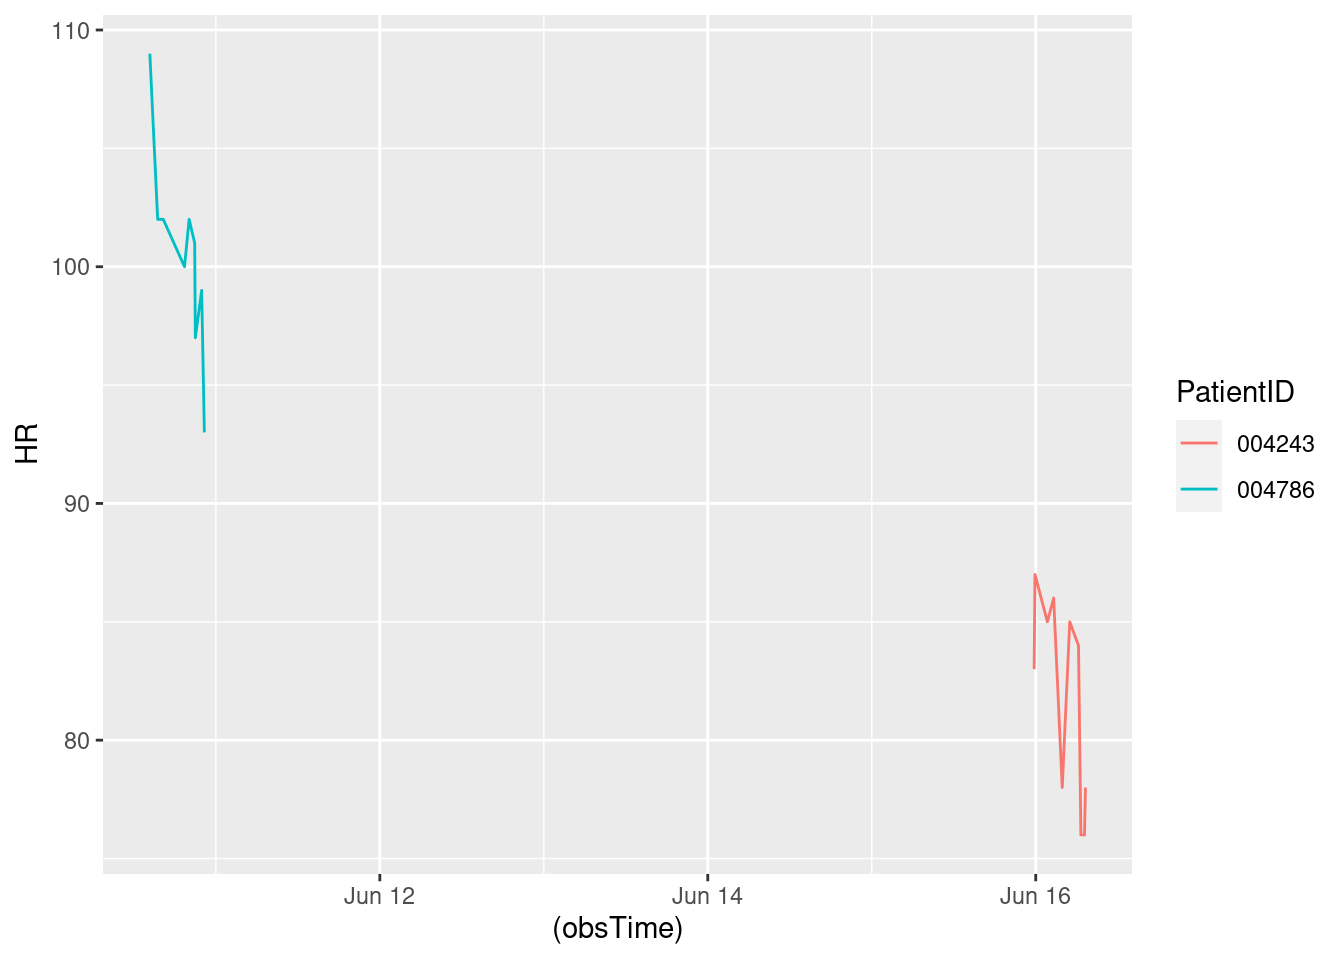 110
100
90
80
HR
Jun 12
Jun 14
Jun 16
(obsTime)
PatientID
004243
004786